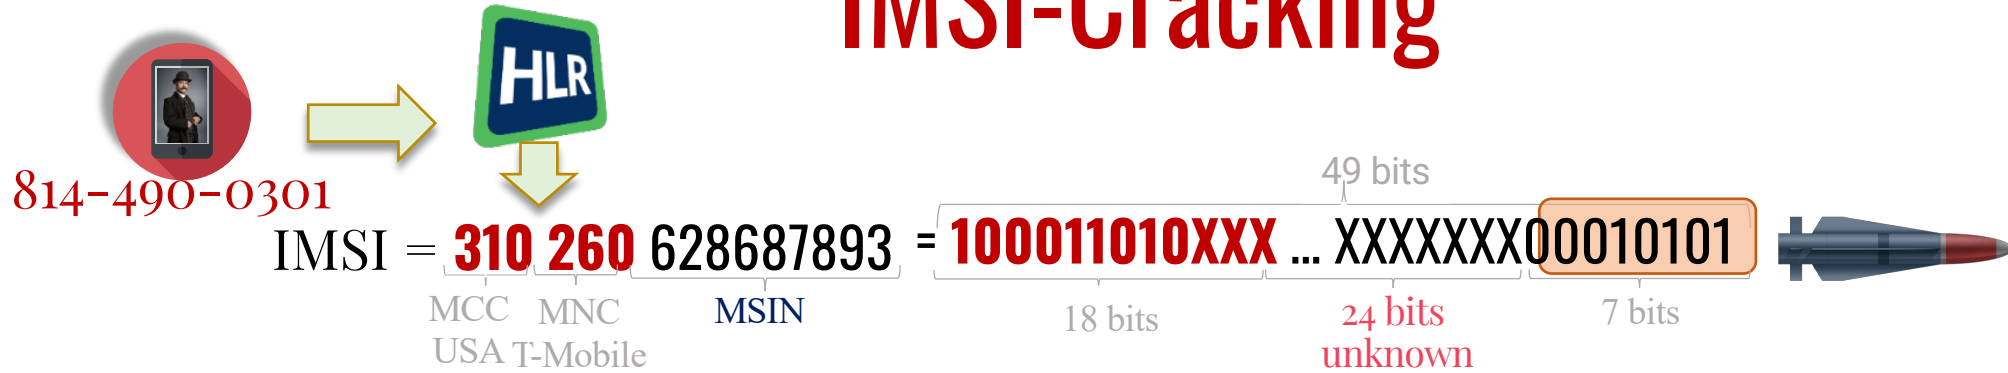 IMSI-Cracking
HLR
814-490-0301
49 bits
IMSI = 310 260 628687893 = 100011010XXX ... XXXXXXX00010101
MCC MNC MSIN 18 bits 24 bits 7 bits
USA T-Mobile unknown